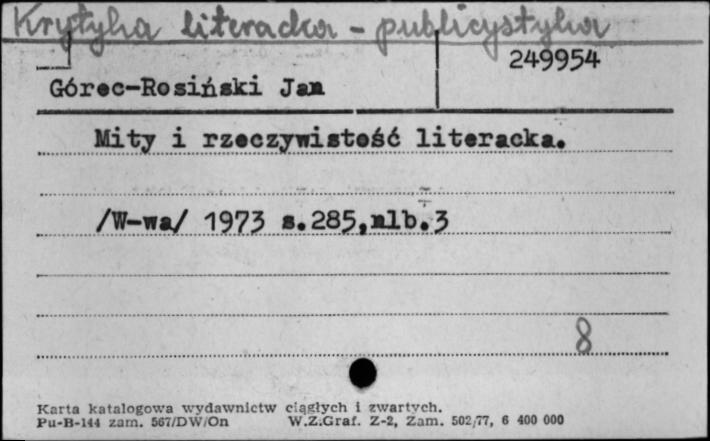 Krytyka literacka - publicystyka
249954
Górec-Rosiński Jan
Mity i rzeczywistość literacka.
/W-wa/ 1973 s.285,nlb.3
8
Karta katalogowa wydawnictw ciągłych i zwartych.
Pu-B-144 zam. 567/DW/On W.Z.Graf. Z-2, Zam. 502/77, 6 400 000